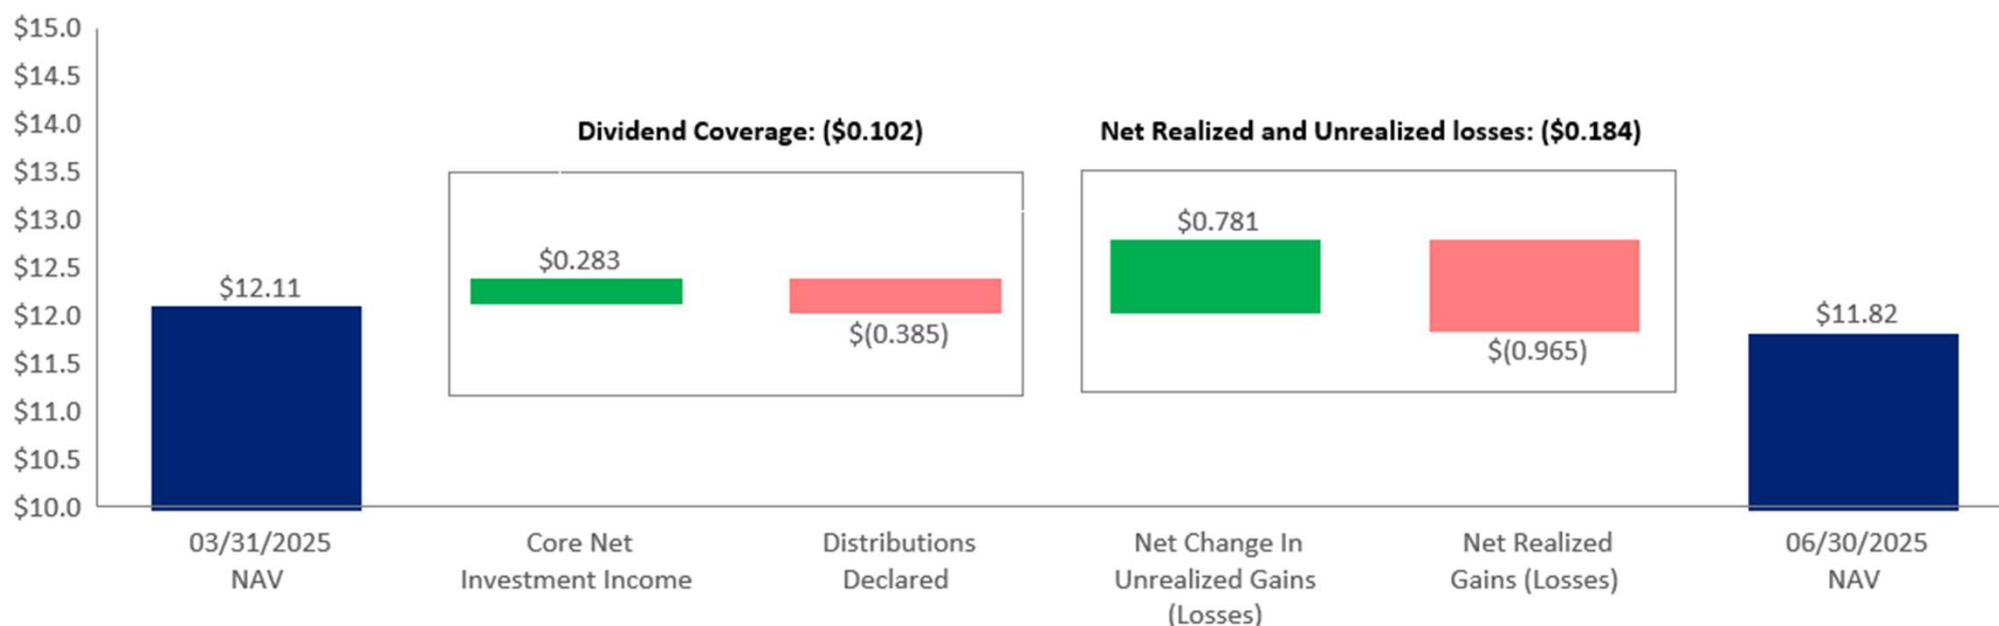 $15.0
$14.5
$14.0
$13.5
$13.0
$12.5
$12.0
$11.5
$11.0
$10.5
$10.0
Dividend Coverage: ($0.102)
Net Realized and Unrealized losses: ($0.184)
$12.11
$0.283
$(0.385)
$0.781
$(0.965)
$11.82
03/31/2025
NAV
Core Net
Investment Income
Distributions
Declared
Net Change In
Unrealized Gains
(Losses)
Net Realized
Gains (Losses)
06/30/2025
NAV